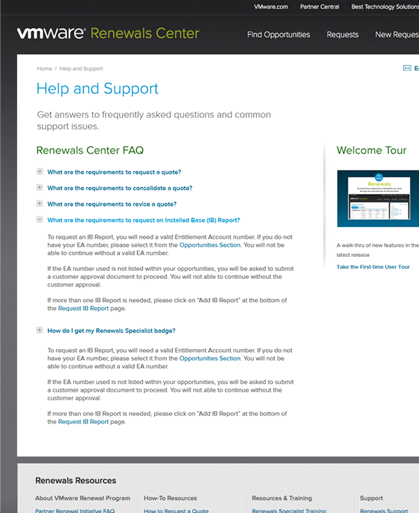 VMware.com Partner Central Best Technology Solutions
vmware Renewals Center Find Opportunities Requests New Reques
Home / Help and Support
Help and Support
Get answers to frequently asked questions and common
support issues.
Renewals Center FAQ
Welcome Tour
What are the requirements to request a quote?
What are the requirements to consolidate a quote?
What are the requirements to revise a quote?
What are the requirements to request an Installed Base (IB) Report?
To request an IB Report, you will need a valid Entitlement Account number. If you do not
have your EA number, please select it from the Opportunities Section. You will not be
able to continue without a valid EA number.
If the EA number used is not listed within your opportunities, you will be asked to submit
a customer approval document to proceed. You will not be able to continue without the
customer approval.
If more than one IB Report is needed, please click on "Add IB Report" at the bottom of
the Request IB Report page.
Renewals
A walk-thru of new features in the
latest release
Take the First time User Tour
How do I get my Renewals Specialist badge?
To request an IB Report, you will need a valid Entitlement Account number. If you do not
have your EA number, please select it from the Opportunities Section. You will not be
able to continue without a valid EA number.
If the EA number used is not listed within your opportunities, you will be asked to submit
a customer approval document to proceed. You will not be able to continue without the
customer approval.
If more than one IB Report is needed, please click on "Add IB Report" at the bottom of
the Request IB Report page.
Renewals Resources
About VMware Renewal Program How-To Resources Resources & Training Support
Partner Renewal Initiative FAQ How to Request a Quote Renewals Specialist Training Renewals Support